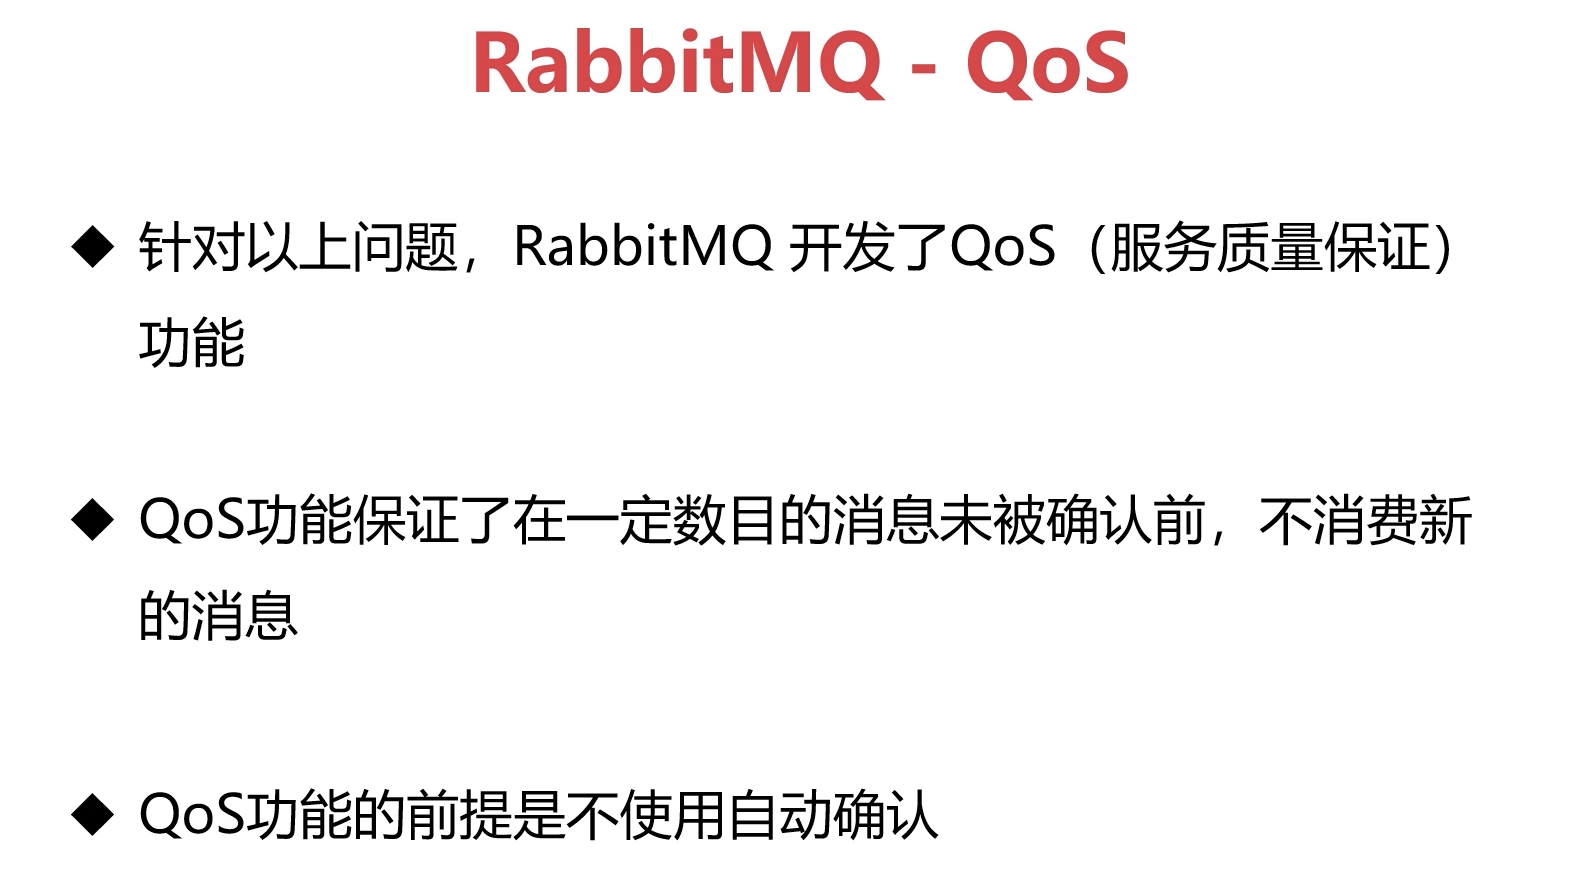 RabbitMQ - QoS
◆ 针对以上问题，RabbitMQ 开发了QoS（服务质量保证）
功能
◆ QoS功能保证了在一定数目的消息未被确认前，不消费新
的消息
◆ QoS功能的前提是不使用自动确认